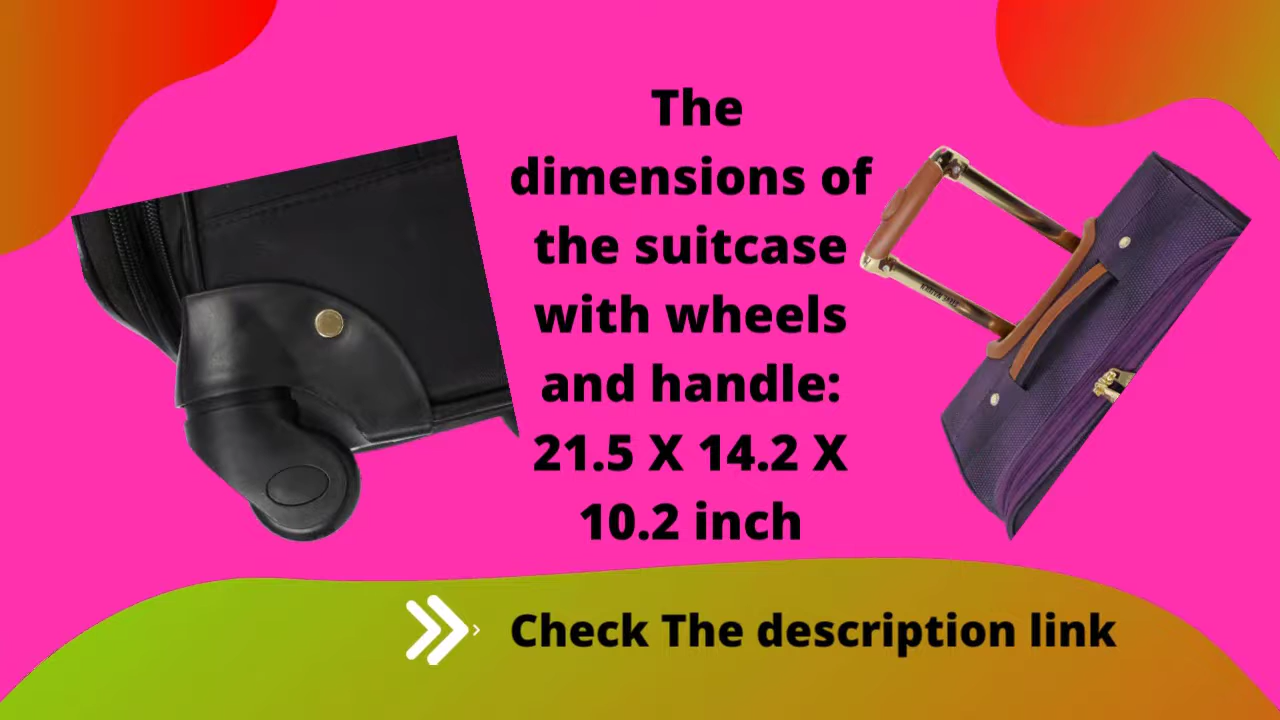 The
dimensions of
the suitcase
with wheels
and handle:
21.5 X 14.2 X
10.2 inch
Check The description link